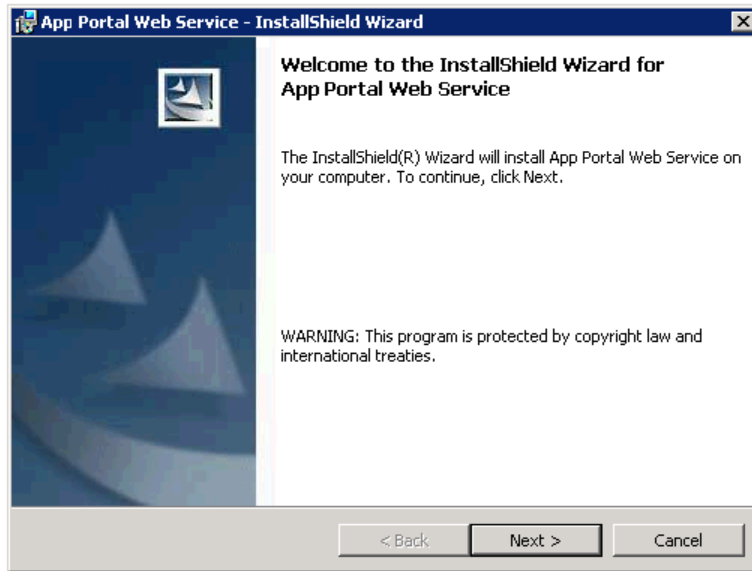 App Portal Web Service - InstallShield Wizard
Welcome to the InstallShield Wizard for
App Portal Web Service
The InstallShield(R) Wizard will install App Portal Web Service on
your computer. To continue, click Next.
WARNING: This program is protected by copyright law and
international treaties.
< Back
Next >
Cancel